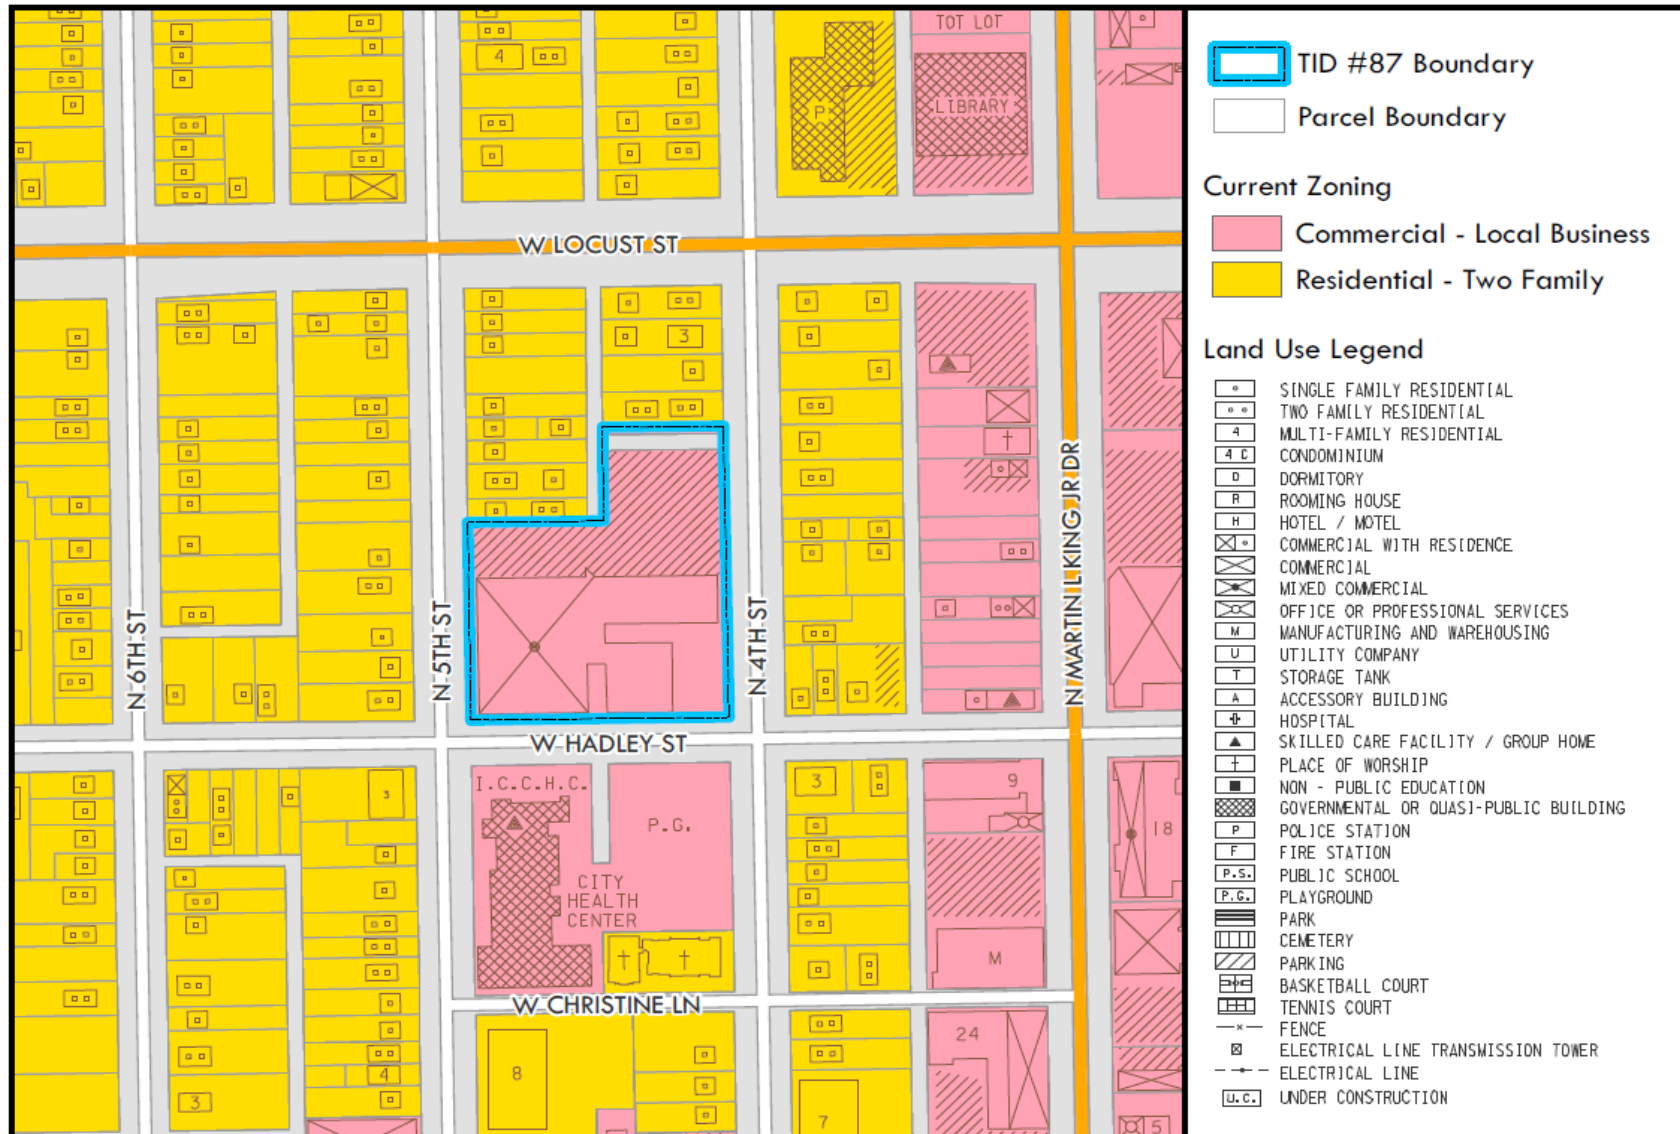 TOT LOT
4
P
LIBRARY
W LOCUST ST
3
N 6TH ST
N 5TH ST
N 4TH ST
N MARTIN L KING JR DR
W HADLEY ST
I.C.C.H.C.
P.G.
CITY
HEALTH
CENTER
3
3
9
18
M
W CHRISTINE LN
8
4
3
24
7
5
TID #87 Boundary
Parcel Boundary
Current Zoning
Commercial - Local Business
Residential - Two Family
Land Use Legend
SINGLE FAMILY RESIDENTIAL
TWO FAMILY RESIDENTIAL
4 MULTI-FAMILY RESIDENTIAL
4 C CONDOMINIUM
D DORMITORY
R ROOMING HOUSE
H HOTEL / MOTEL
COMMERCIAL WITH RESIDENCE
COMMERCIAL
MIXED COMMERCIAL
OFFICE OR PROFESSIONAL SERVICES
M MANUFACTURING AND WAREHOUSING
U UTILITY COMPANY
T STORAGE TANK
A ACCESSORY BUILDING
HOSPITAL
SKILLED CARE FACILITY / GROUP HOME
PLACE OF WORSHIP
NON - PUBLIC EDUCATION
GOVERNMENTAL OR QUASI-PUBLIC BUILDING
P POLICE STATION
F FIRE STATION
P.S. PUBLIC SCHOOL
P.G. PLAYGROUND
PARK
CEMETERY
PARKING
BASKETBALL COURT
TENNIS COURT
FENCE
ELECTRICAL LINE TRANSMISSION TOWER
ELECTRICAL LINE
U.C. UNDER CONSTRUCTION